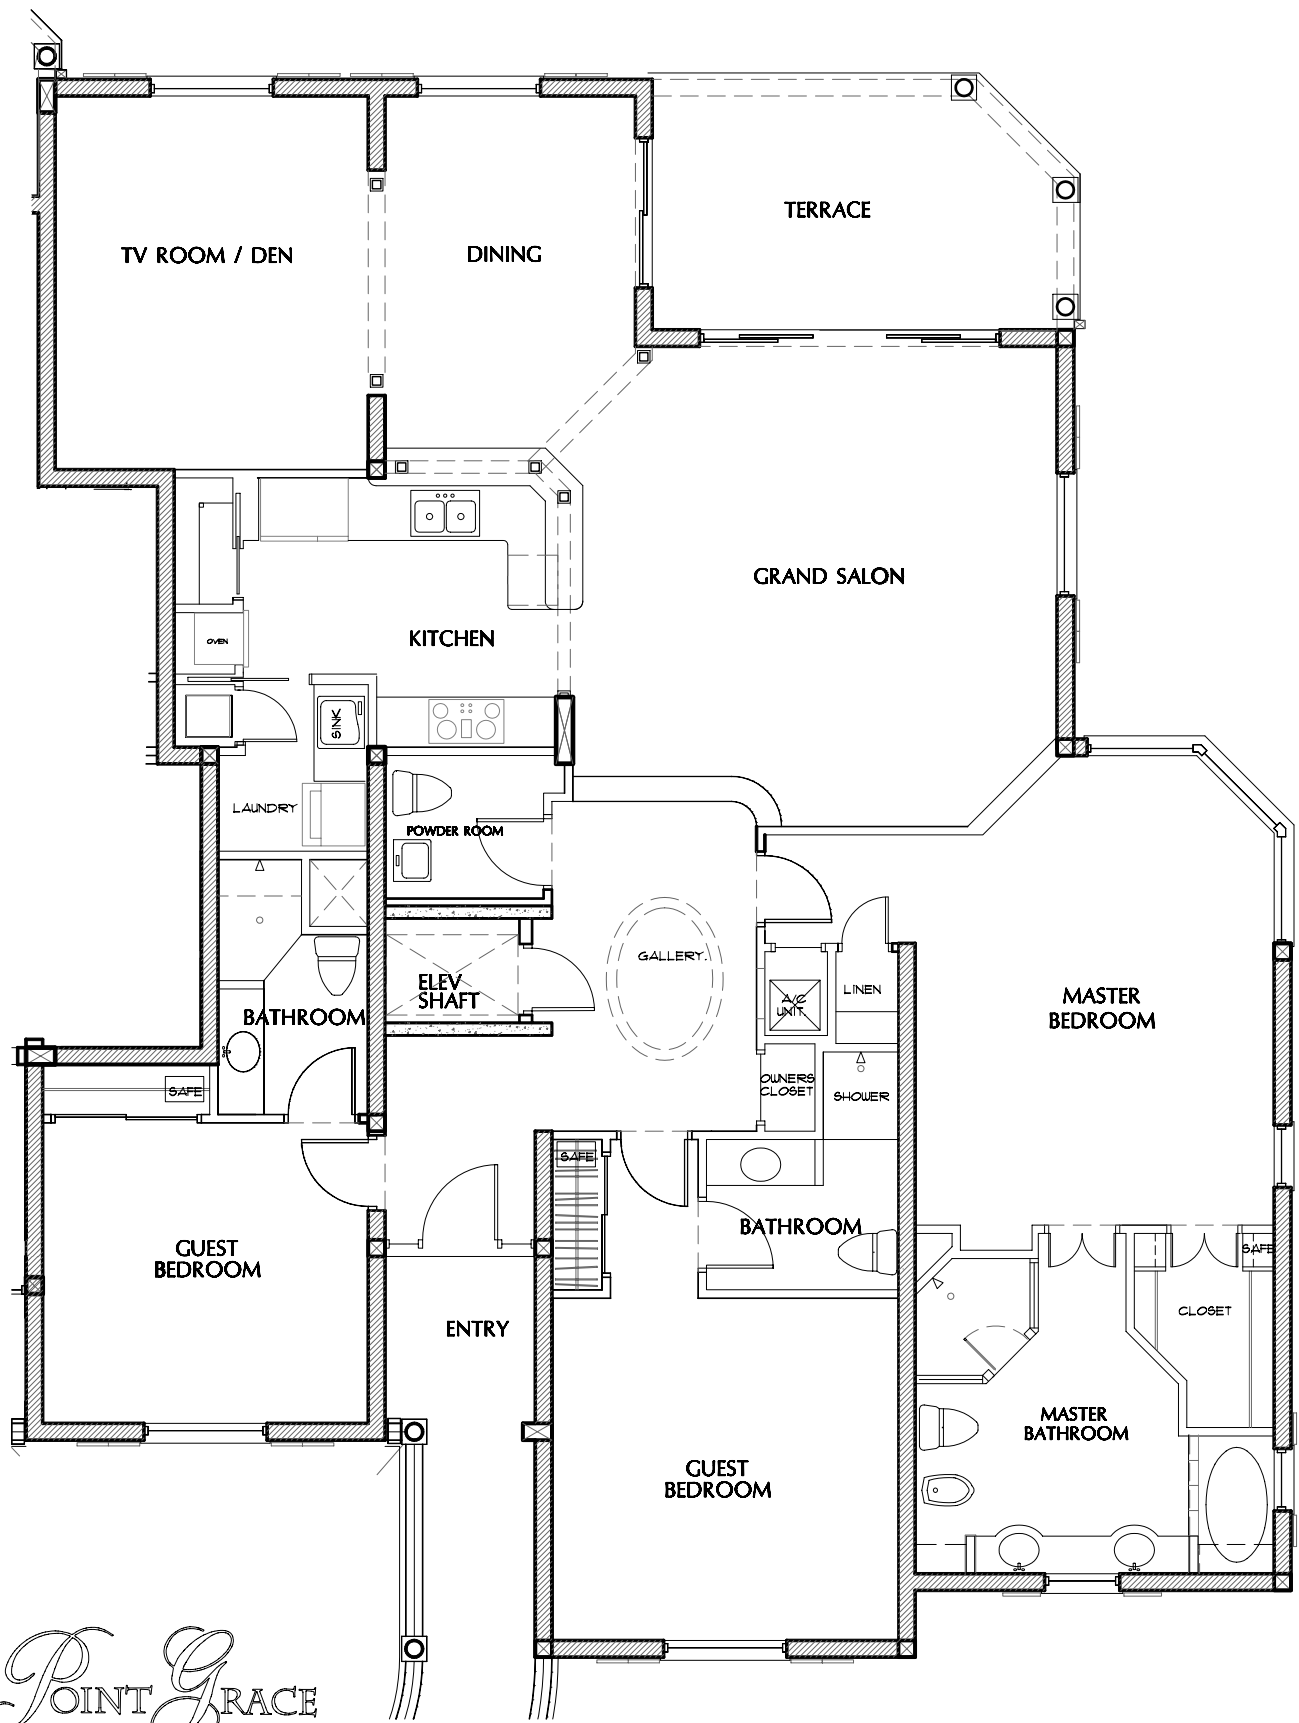 TERRACE
TV ROOM / DEN
DINING
GRAND SALON
OVEN
KITCHEN
SINK
LAUNDRY
POWDER ROOM
GALLERY.
ELEV
SHAFT
A/C
UNIT.
LINEN
MASTER
BEDROOM
BATHROOM
SAFE
OWNERS
CLOSET
SHOWER
SAFE
BATHROOM
GUEST
BEDROOM
SAFE
CLOSET
ENTRY
MASTER
BATHROOM
GUEST
BEDROOM
POINT GRACE